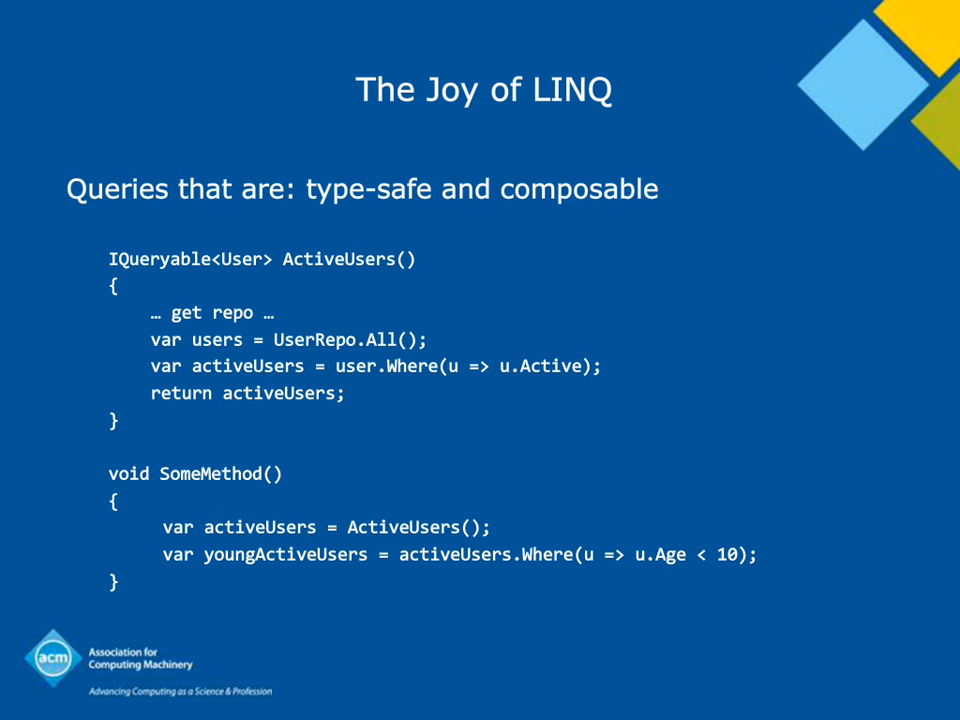 The Joy of LINQ
Queries that are: type-safe and composable
IQueryable<User> ActiveUsers()
{
… get repo …
var users = UserRepo.All();
var activeUsers = user.Where(u => u.Active);
return activeUsers;
}
void SomeMethod()
{
var activeUsers = ActiveUsers();
var youngActiveUsers = activeUsers.Where(u => u.Age < 10);
}
acm
Association for
Computing Machinery
Advancing Computing as a Science & Profession